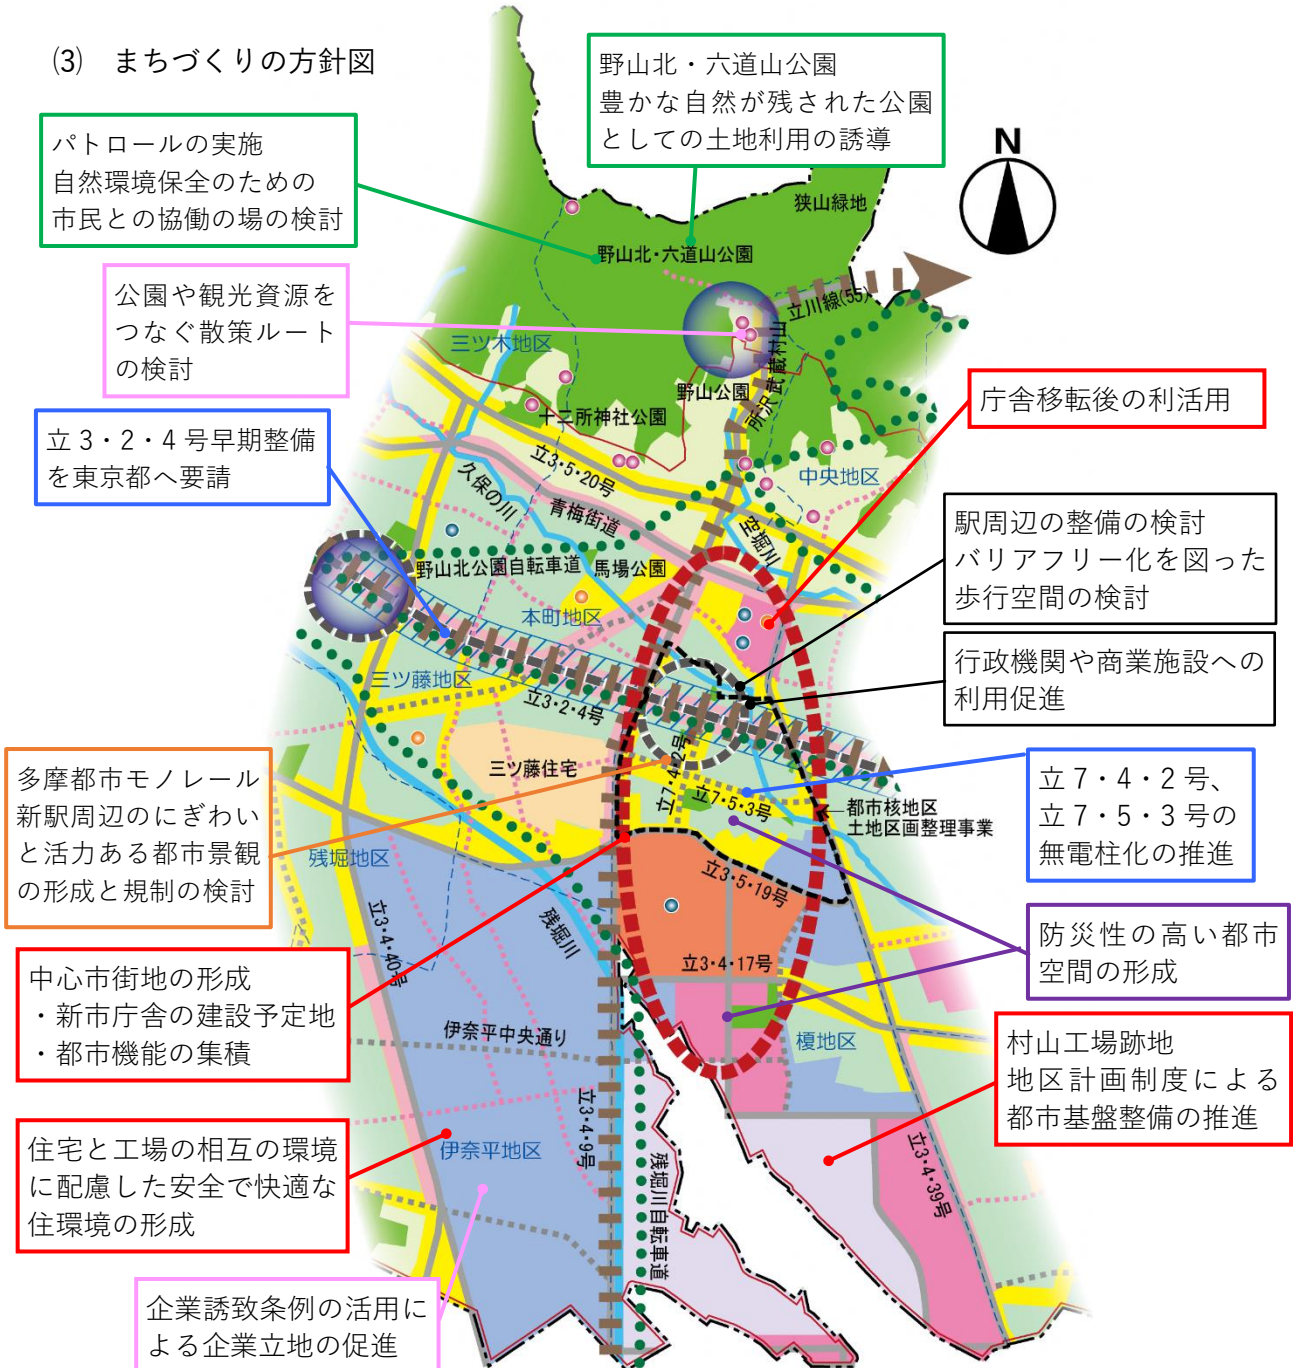 (3) まちづくりの方針図
野山北・六道山公園
豊かな自然が残された公園
としての土地利用の誘導
パトロールの実施
自然環境保全のための
市民との協働の場の検討
N
狭山緑地
野山北・六道山公園
公園や観光資源を
つなぐ散策ルート
の検討
立川線(55)
所沢武蔵村山
三ツ木地区
野山公園
十二所神社公園
庁舎移転後の利活用
立3・2・4号早期整備
を東京都へ要請
立3・5・20号
中央地区
久保の川
青梅街道
空堀川
駅周辺の整備の検討
バリアフリー化を図った
歩行空間の検討
野山北公園自転車道
馬場公園
本町地区
行政機関や商業施設への
利用促進
三ツ藤地区
立3・2・4号
多摩都市モノレール
新駅周辺のにぎわい
と活力ある都市景観
の形成と規制の検討
三ツ藤住宅
立7・4・2号
立7・5・3号
都市核地区
土地区画整理事業
立7・4・2号、
立7・5・3号の
無電柱化の推進
残堀地区
立3・5・19号
立3・4・40号
残堀川
立3・4・17号
防災性の高い都市
空間の形成
中心市街地の形成
・新市庁舎の建設予定地
・都市機能の集積
伊奈平中央通り
榎地区
村山工場跡地
地区計画制度による
都市基盤整備の推進
住宅と工場の相互の環境
に配慮した安全で快適な
住環境の形成
伊奈平地区
立3・4・9号
残堀川自転車道
立3・4・39号
企業誘致条例の活用に
よる企業立地の促進